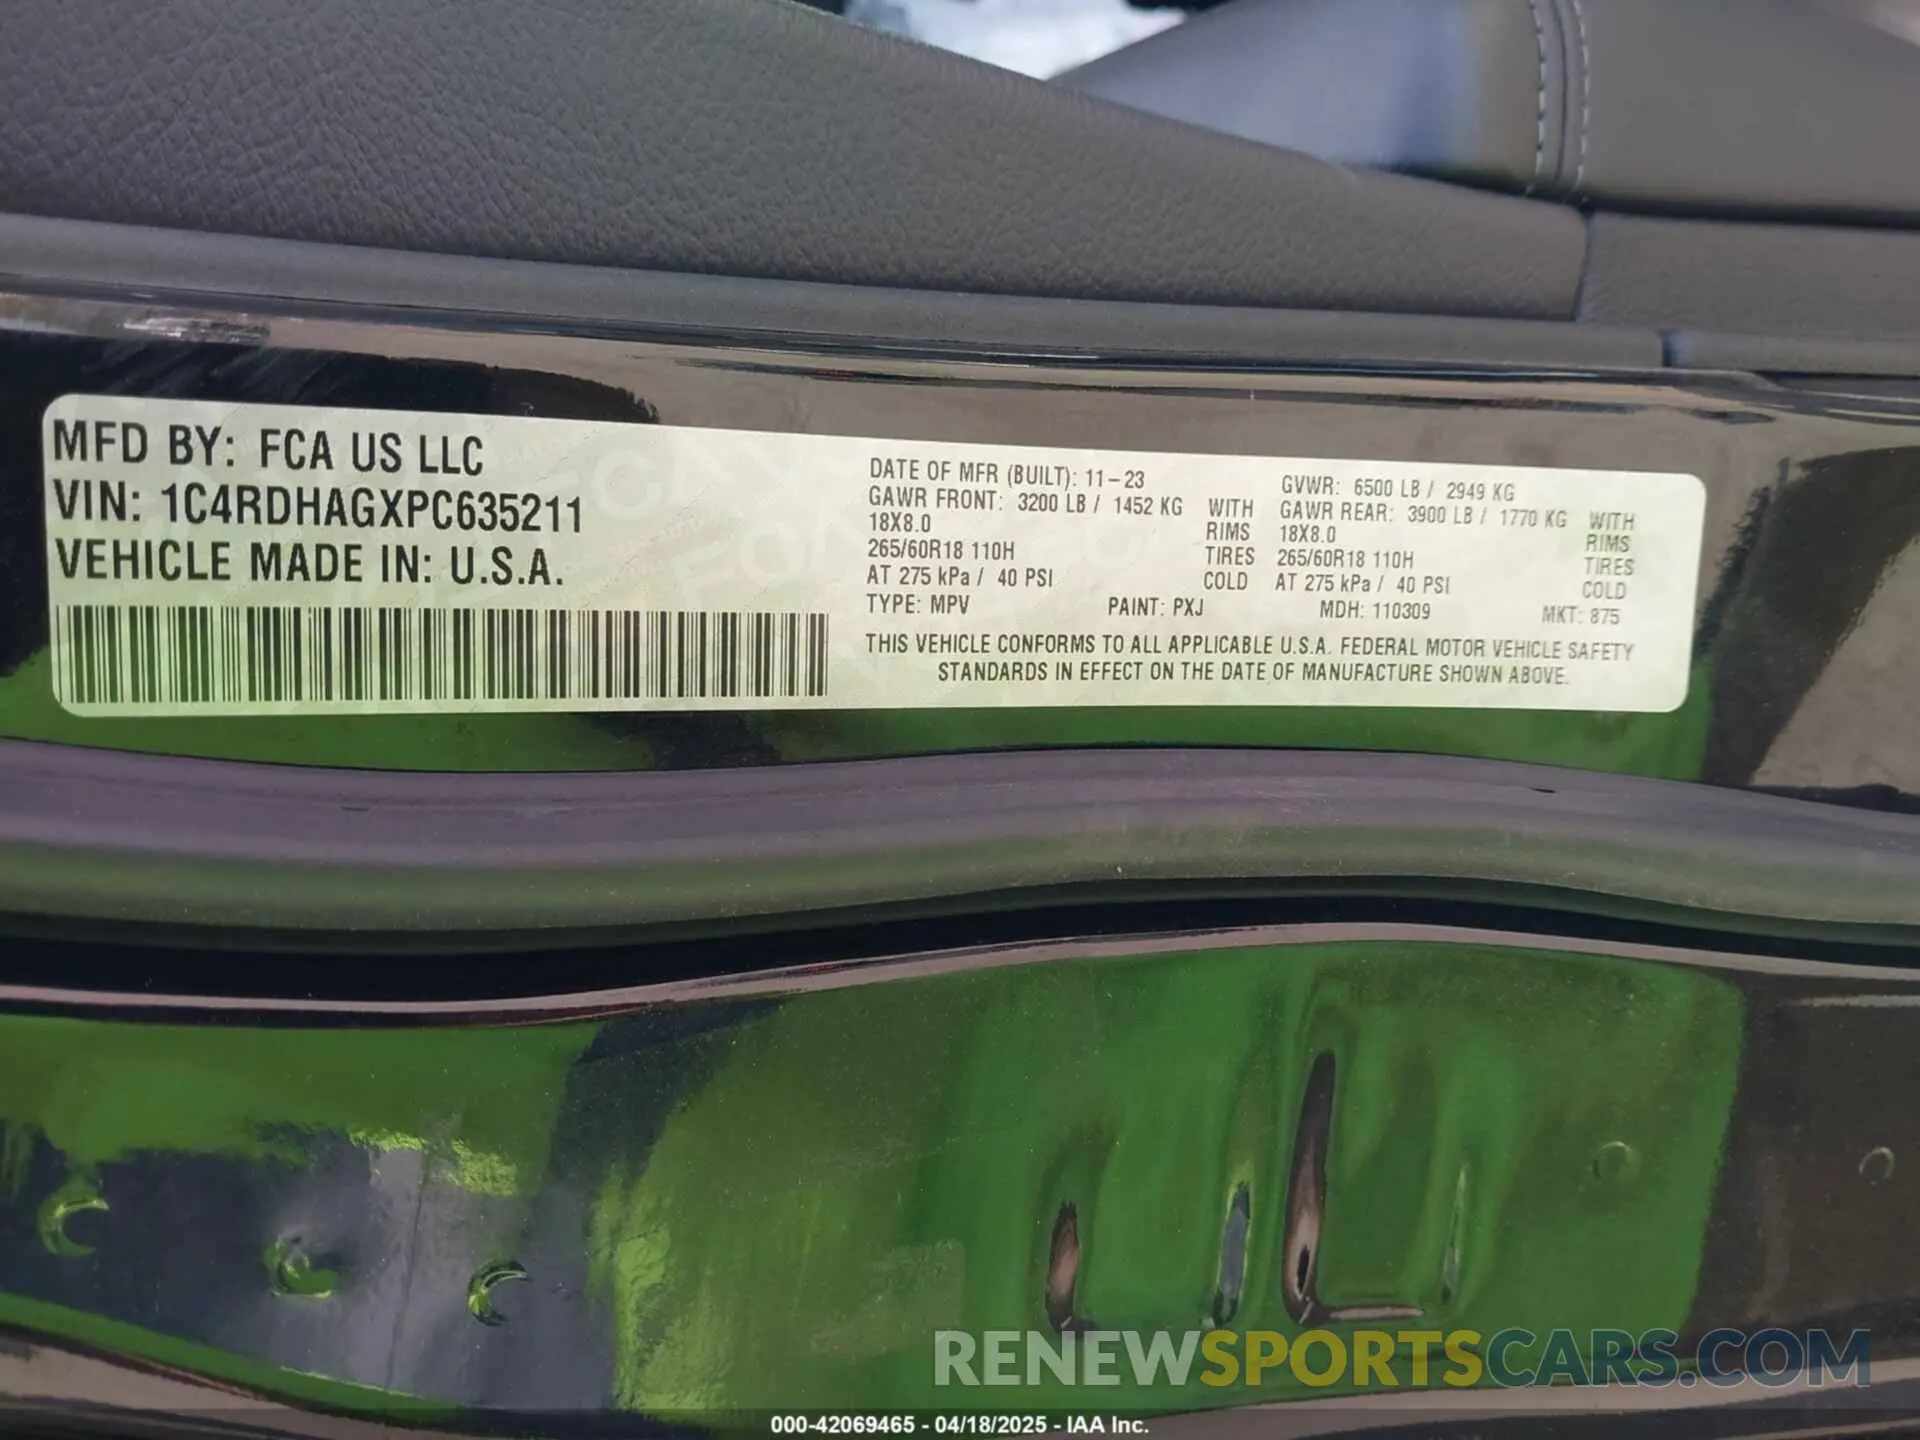 MFD BY: FCA US LLC
VIN: 1C4RDHAGXPC635211
VEHICLE MADE IN: U.S.A.
DATE OF MFR (BUILT): 11-23
GAWR FRONT: 3200 LB / 1452 KG WITH
18X8.0 RIMS
265/60R18 110H TIRES
AT 275 kPa / 40 PSI COLD
GVWR: 6500 LB / 2949 KG
GAWR REAR: 3900 LB / 1770 KG WITH
18X8.0 RIMS
265/60R18 110H TIRES
AT 275 kPa / 40 PSI COLD
TYPE: MPV PAINT: PXJ MDH: 110309 MKT: 875
THIS VEHICLE CONFORMS TO ALL APPLICABLE U.S.A. FEDERAL MOTOR VEHICLE SAFETY
STANDARDS IN EFFECT ON THE DATE OF MANUFACTURE SHOWN ABOVE.
RENEWSPORTSCARS.COM
000-42069465 - 04/18/2025 - IAA Inc.